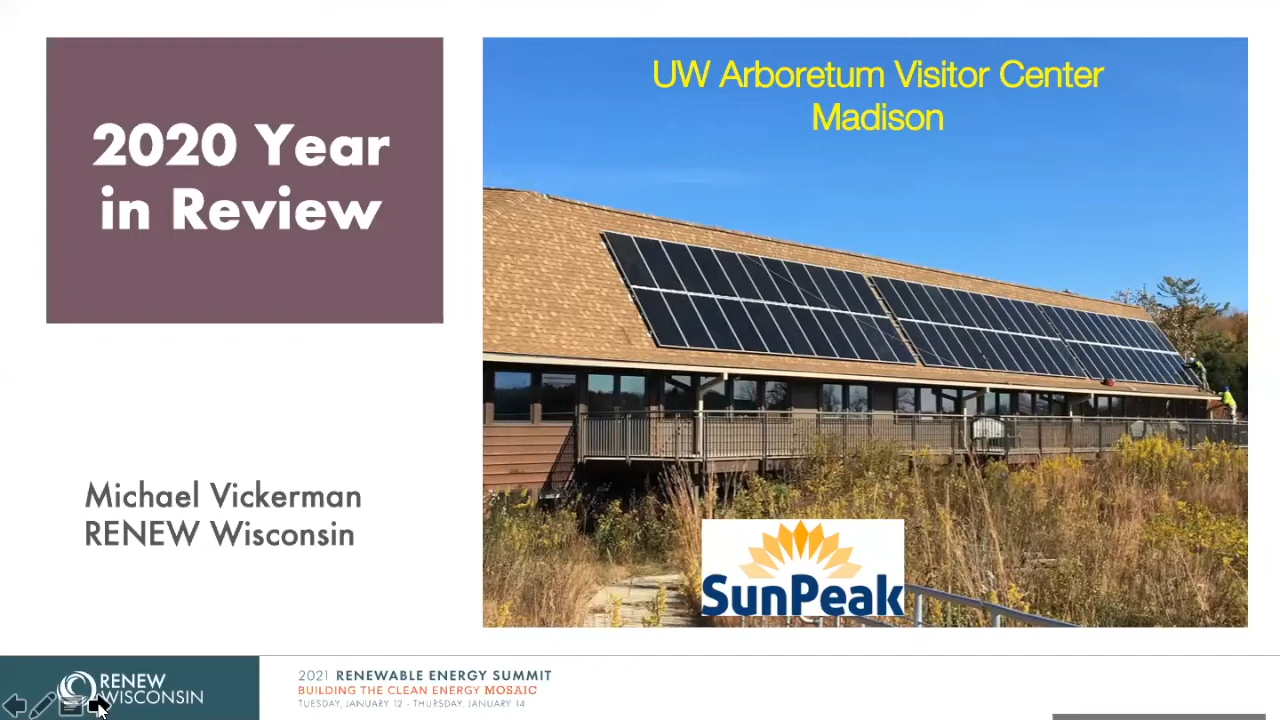 2020 Year
in Review
UW Arboretum Visitor Center
Madison
Michael Vickerman
RENEW Wisconsin
SunPeak
RENEW
WISCONSIN
2021 RENEWABLE ENERGY SUMMIT
BUILDING THE CLEAN ENERGY MOSAIC
TUESDAY, JANUARY 12 - THURSDAY, JANUARY 14